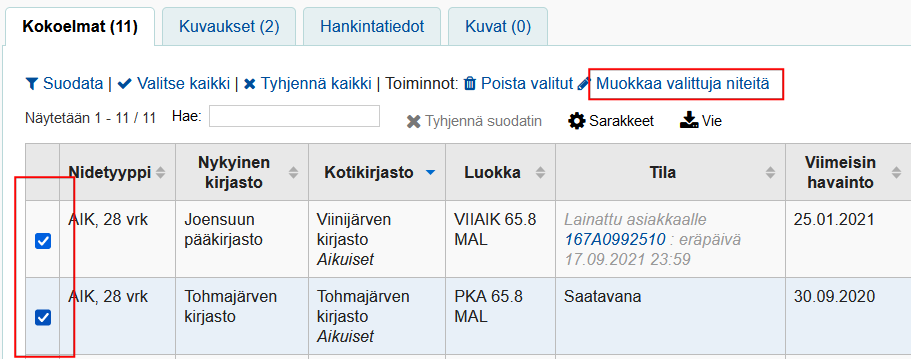 Kokoelmat (11) Kuvaukset (2) Hankintatiedot Kuvat (0)
Suodata | Valitse kaikki | Tyhjennä kaikki | Toiminnot: Poista valitut Muokkaa valittuja niteitä
Näytetään 1 - 11 / 11 Hae: Tyhjennä suodatin Sarakkeet Vie
Nidetyyppi Nykyinen kirjasto Kotikirjasto Luokka Tila Viimeisin havainto
AIK, 28 vrk Joensuun pääkirjasto Viinijärven kirjasto Aikuiset VIIAIK 65.8 MAL Lainattu asiakkaalle 167A0992510 : eräpäivä 17.09.2021 23:59 25.01.2021
AIK, 28 vrk Tohmajärven kirjasto Tohmajärven kirjasto Aikuiset PKA 65.8 MAL Saatavana 30.09.2020